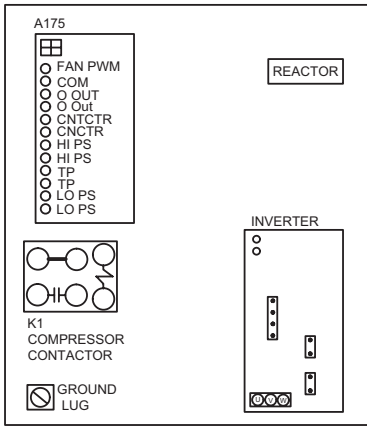 A175
FAN PWM
COM
O OUT
O Out
CNTCTR
CNCTR
HI PS
HI PS
TP
TP
LO PS
LO PS
REACTOR
INVERTER
U V W
K1
COMPRESSOR
CONTACTOR
GROUND
LUG